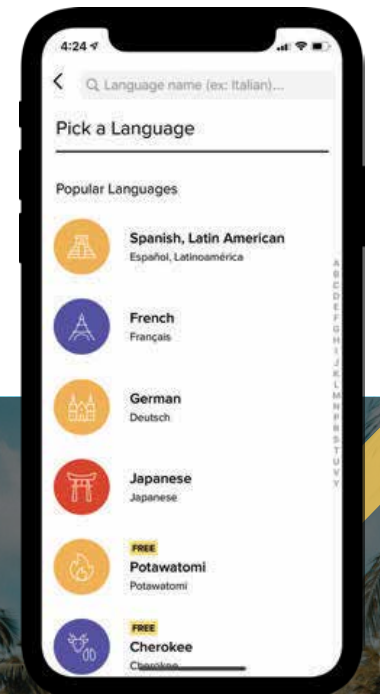 4:24
Language name (ex: Italian)...
Pick a Language
Popular Languages
Spanish, Latin American
Español, Latinoamérica
French
Français
German
Deutsch
Japanese
Japanese
FREE
Potawatomi
Potawatomi
FREE
Cherokee
Cherokee
A
B
C
D
E
F
G
H
I
J
K
L
M
N
P
R
S
T
U
V
Y